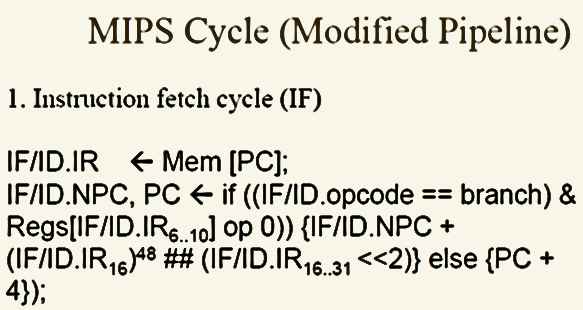 MIPS Cycle (Modified Pipeline)
1. Instruction fetch cycle (IF)
IF/ID.IR ← Mem [PC];
IF/ID.NPC, PC ← if ((IF/ID.opcode == branch) &
Regs[IF/ID.IR6..10] op 0)) {IF/ID.NPC +
(IF/ID.IR16)48 ## (IF/ID.IR16..31 <<2)} else {PC +
4});